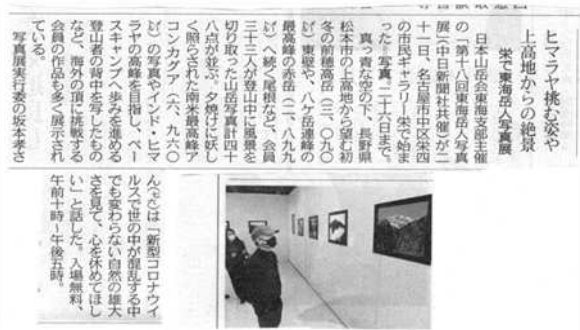 ヒマラヤ挑む姿や
上高地からの絶景
栄で東海岳人写真展
日本山岳会東海支部主催
の「第十八回東海岳人写真
展」(中日新聞社共催)が二
十一日、名古屋市中区栄四
の市民ギャラリー栄で始ま
った=写真。二十六日まで。
真っ青な空の下、長野県
松本市の上高地から望む初
冬の前穂高岳(三、〇九〇
㍍)東壁や、八ケ岳連峰の
最高峰の赤岳(二、八九九
㍍)へ続く尾根など、会員
三十三人が登山中に風景を
切り取った山岳写真計四十
八点が並ぶ。夕焼けに妖し
く照らされた南米最高峰ア
コンカグア(六、九六〇
㍍)の写真やインド・ヒマ
ラヤの高峰を目指し、ベー
スキャンプへ歩みを進める
登山者の背中を写したもの
など、海外の頂に挑戦する
会員の作品も多く展示され
ている。
写真展実行委の坂本孝さ
んは「新型コロナウイ
ルスで世の中が混乱する中
でも変わらない自然の雄大
さを見て、心を休めてほし
い」と話した。入場無料、
午前十時~午後五時。